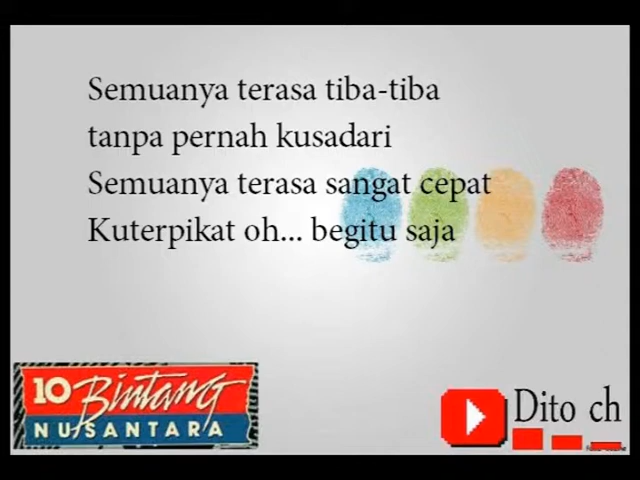 Semuanya terasa tiba-tiba
tanpa pernah kusadari
Semuanya terasa sangat cepat
Kuterpikat oh... begitu saja
10 Bintang
NUSANTARA
Dito ch